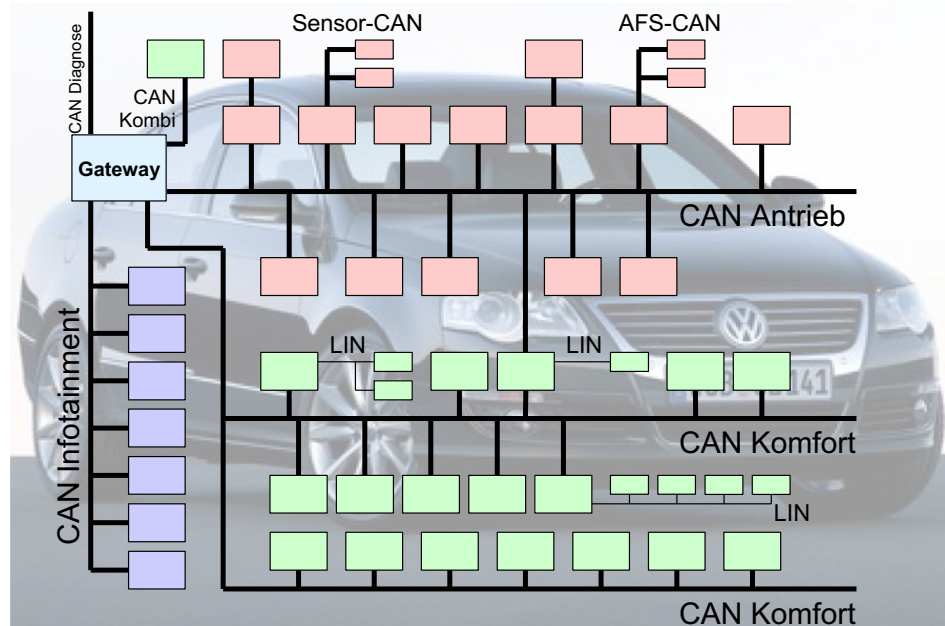 Sensor-CAN
AFS-CAN
CAN Diagnose
CAN
Kombi
Gateway
CAN Antrieb
CAN Infotainment
LIN
LIN
CAN Komfort
LIN
CAN Komfort